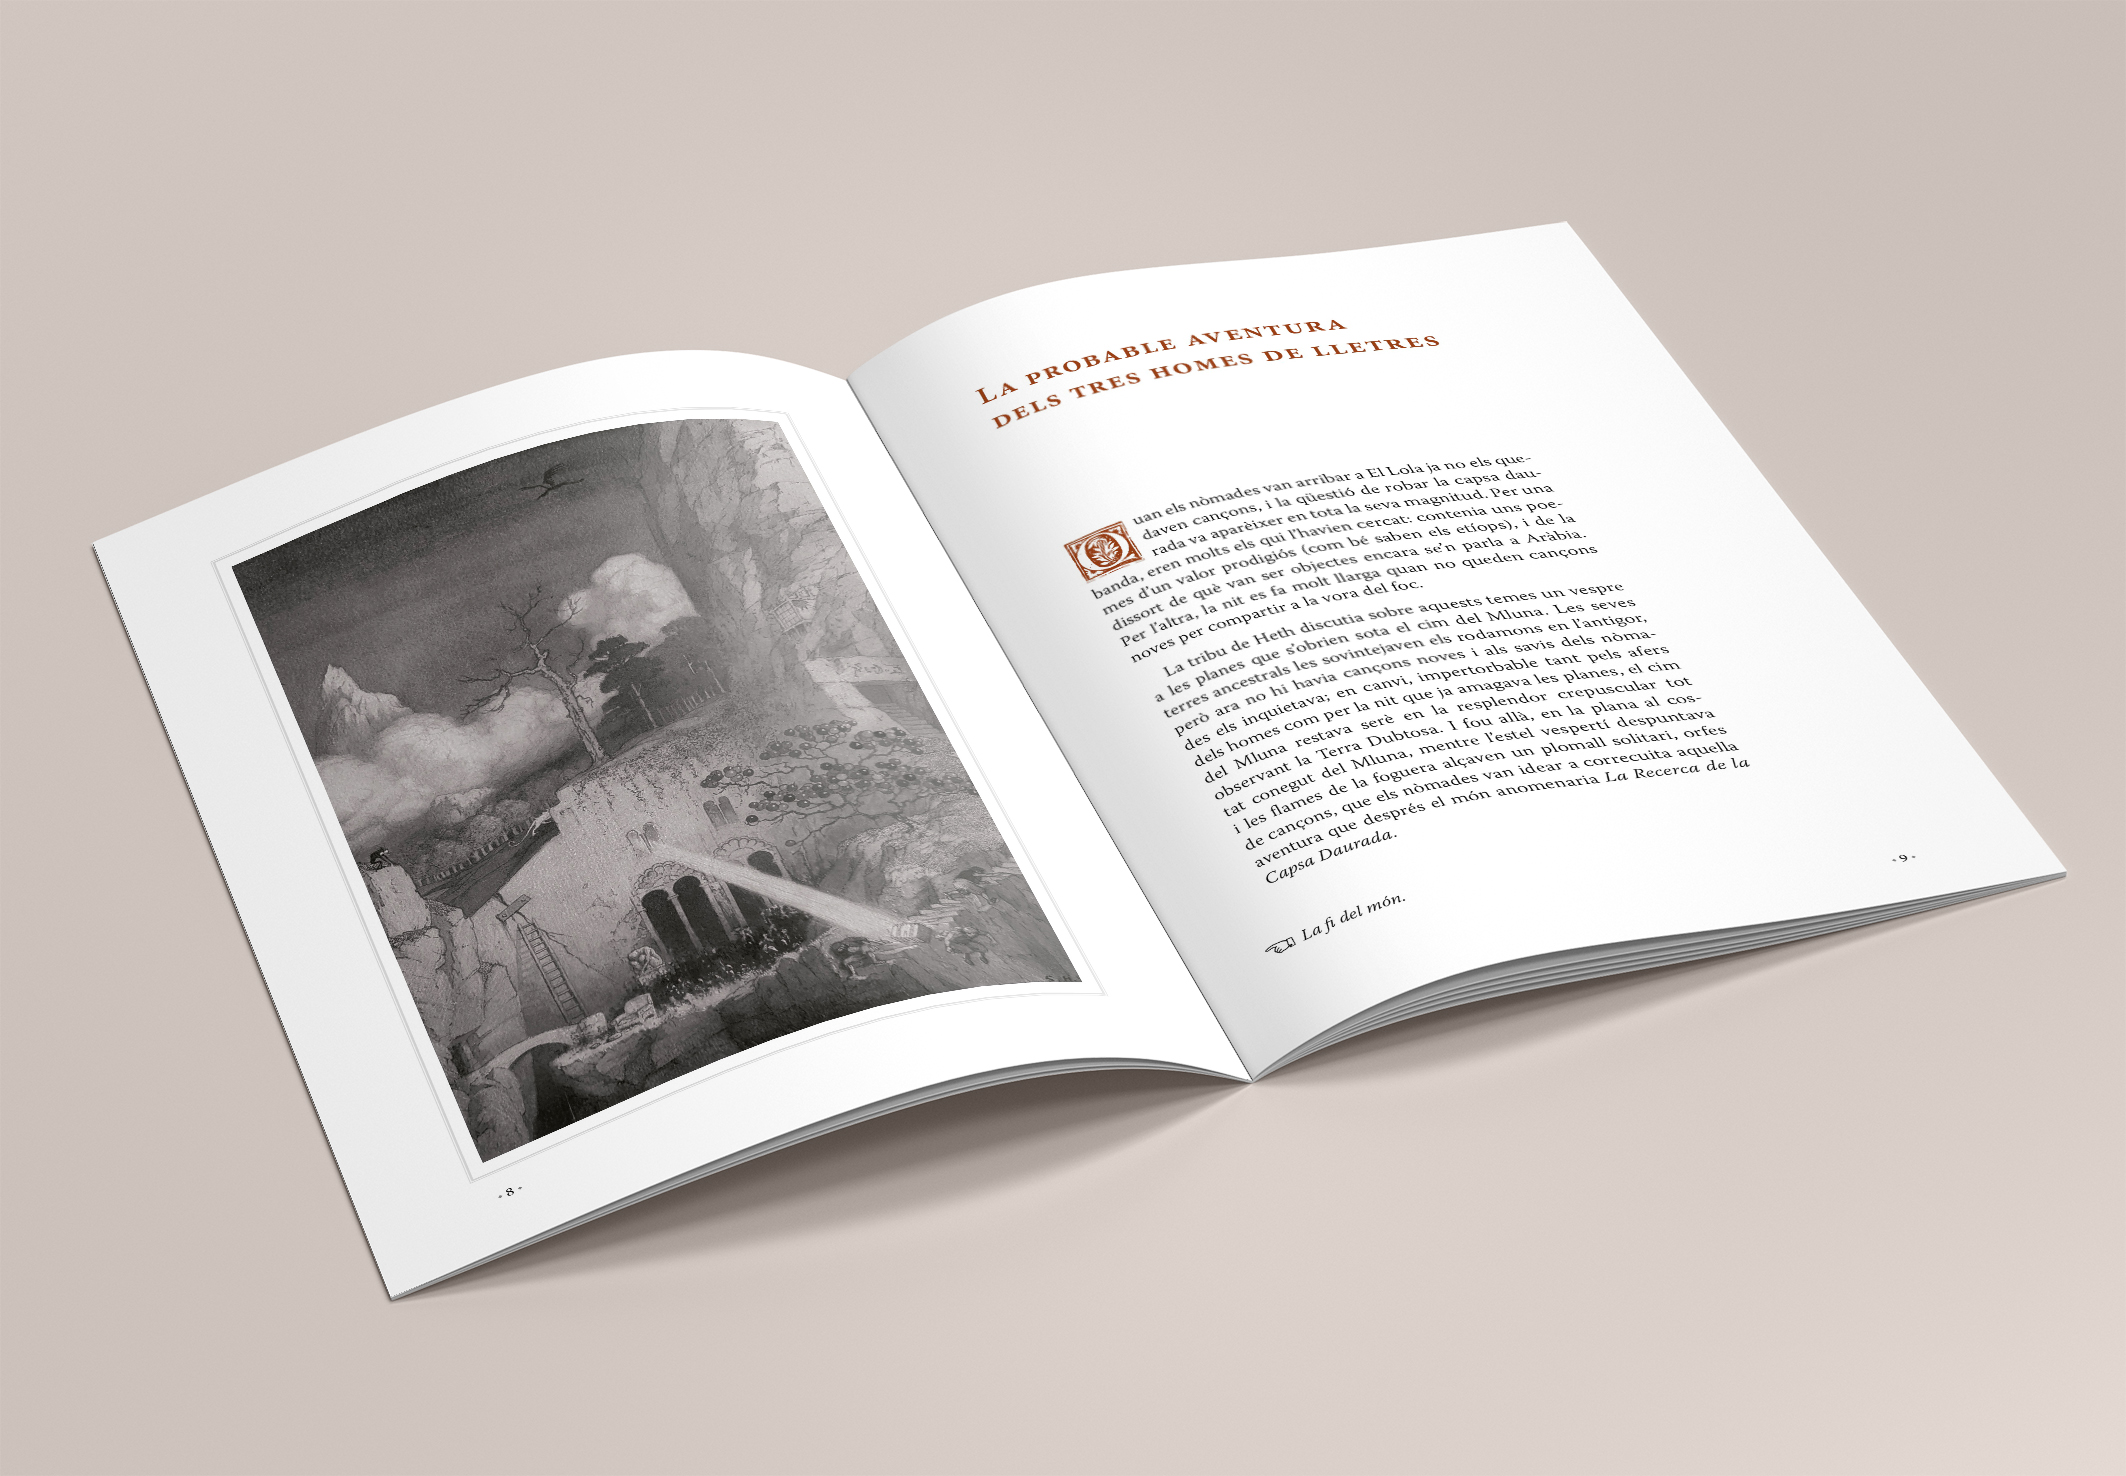 - 8 -
La probable aventura
dels tres homes de lletres
Quan els nòmades van arribar a El Lola ja no els que-
daven cançons, i la qüestió de robar la capsa dau-
rada va aparèixer en tota la seva magnitud. Per una
banda, eren molts els qui l'havien cercat: contenia uns poe-
mes d'un valor prodigiós (com bé saben els etíops), i de la
dissort de què van ser objectes encara se'n parla a Aràbia.
Per l'altra, la nit es fa molt llarga quan no queden cançons
noves per compartir a la vora del foc.
La tribu de Heth discutia sobre aquests temes un vespre
a les planes que s'obrien sota el cim del Mluna. Les seves
terres ancestrals les sovintejaven els rodamons en l'antigor,
però ara no hi havia cançons noves i als savis dels nòma-
des els inquietava; en canvi, impertorbable tant pels afers
dels homes com per la nit que ja amagava les planes, el cim
del Mluna restava serè en la resplendor crepuscular tot
observant la Terra Dubtosa. I fou allà, en la plana al cos-
tat conegut del Mluna, mentre l'estel vespertí despuntava
i les flames de la foguera alçaven un plomall solitari, orfes
de cançons, que els nòmades van idear a correcuita aquella
aventura que després el món anomenaria La Recerca de la
Capsa Daurada.
☜ La fi del món.
- 9 -